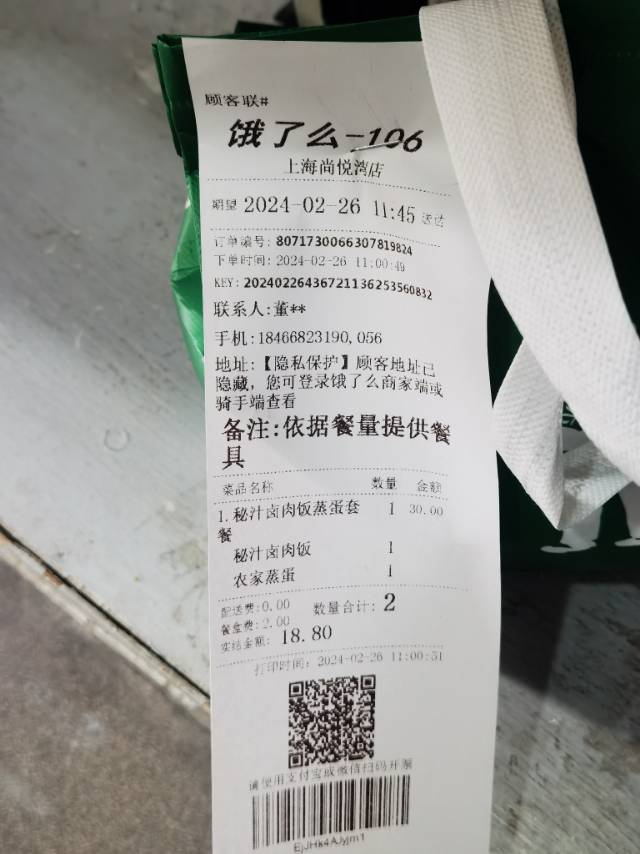 顾客联#
饿了么-106
上海尚悦湾店
期望 2024-02-26 11:45 送达
订单编号: 8071730066307819824
下单时间: 2024-02-26 11:00:49
KEY: 20240226436721136253560832
联系人:董**
手机:18466823190,056
地址:【隐私保护】顾客地址已
隐藏，您可登录饿了么商家端或
骑手端查看
备注:依据餐量提供餐
具
菜品名称 数量 金额
1.秘汁卤肉饭蒸蛋套 1 30.00
餐
秘汁卤肉饭 1
农家蒸蛋 1
配送费:0.00 数量合计: 2
餐盒费: 2.00
实结金额: 18.80
打印时间: 2024-02-26 11:00:51
请使用支付宝或微信扫码开票
EjJHk4AJyjm1